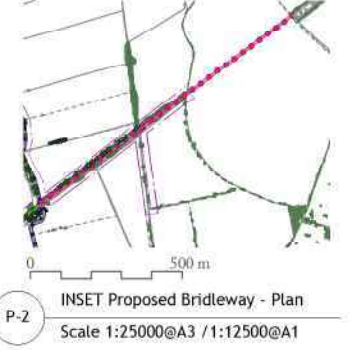 0 500 m
P-2
INSET Proposed Bridleway - Plan
Scale 1:25000@A3 /1:12500@A1